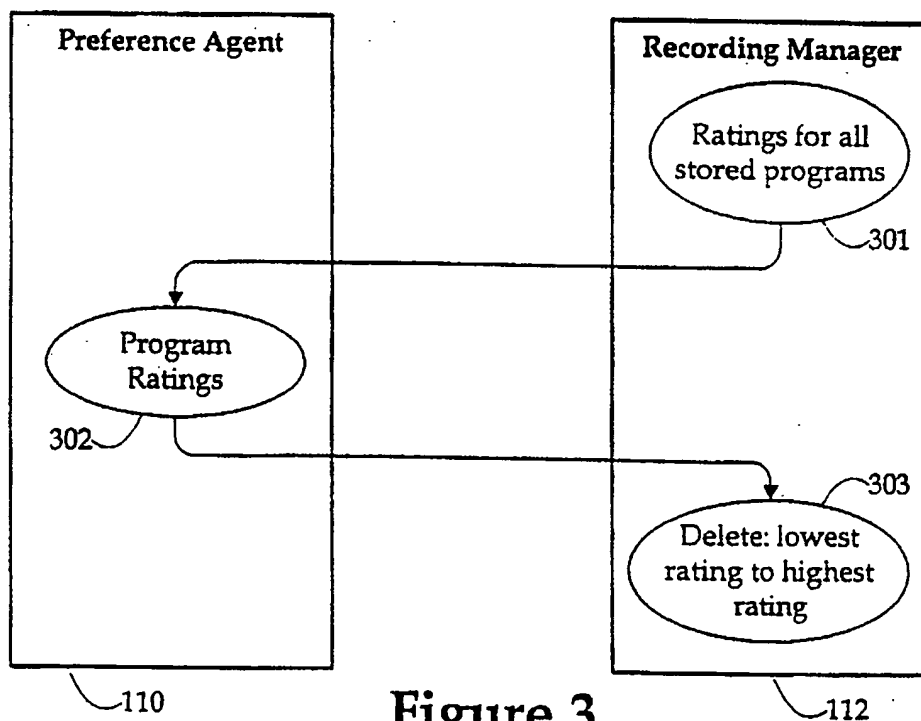 Preference Agent
Recording Manager
Ratings for all
stored programs
301
Program
Ratings
302
303
Delete: lowest
rating to highest
rating
110
Figure 3
112